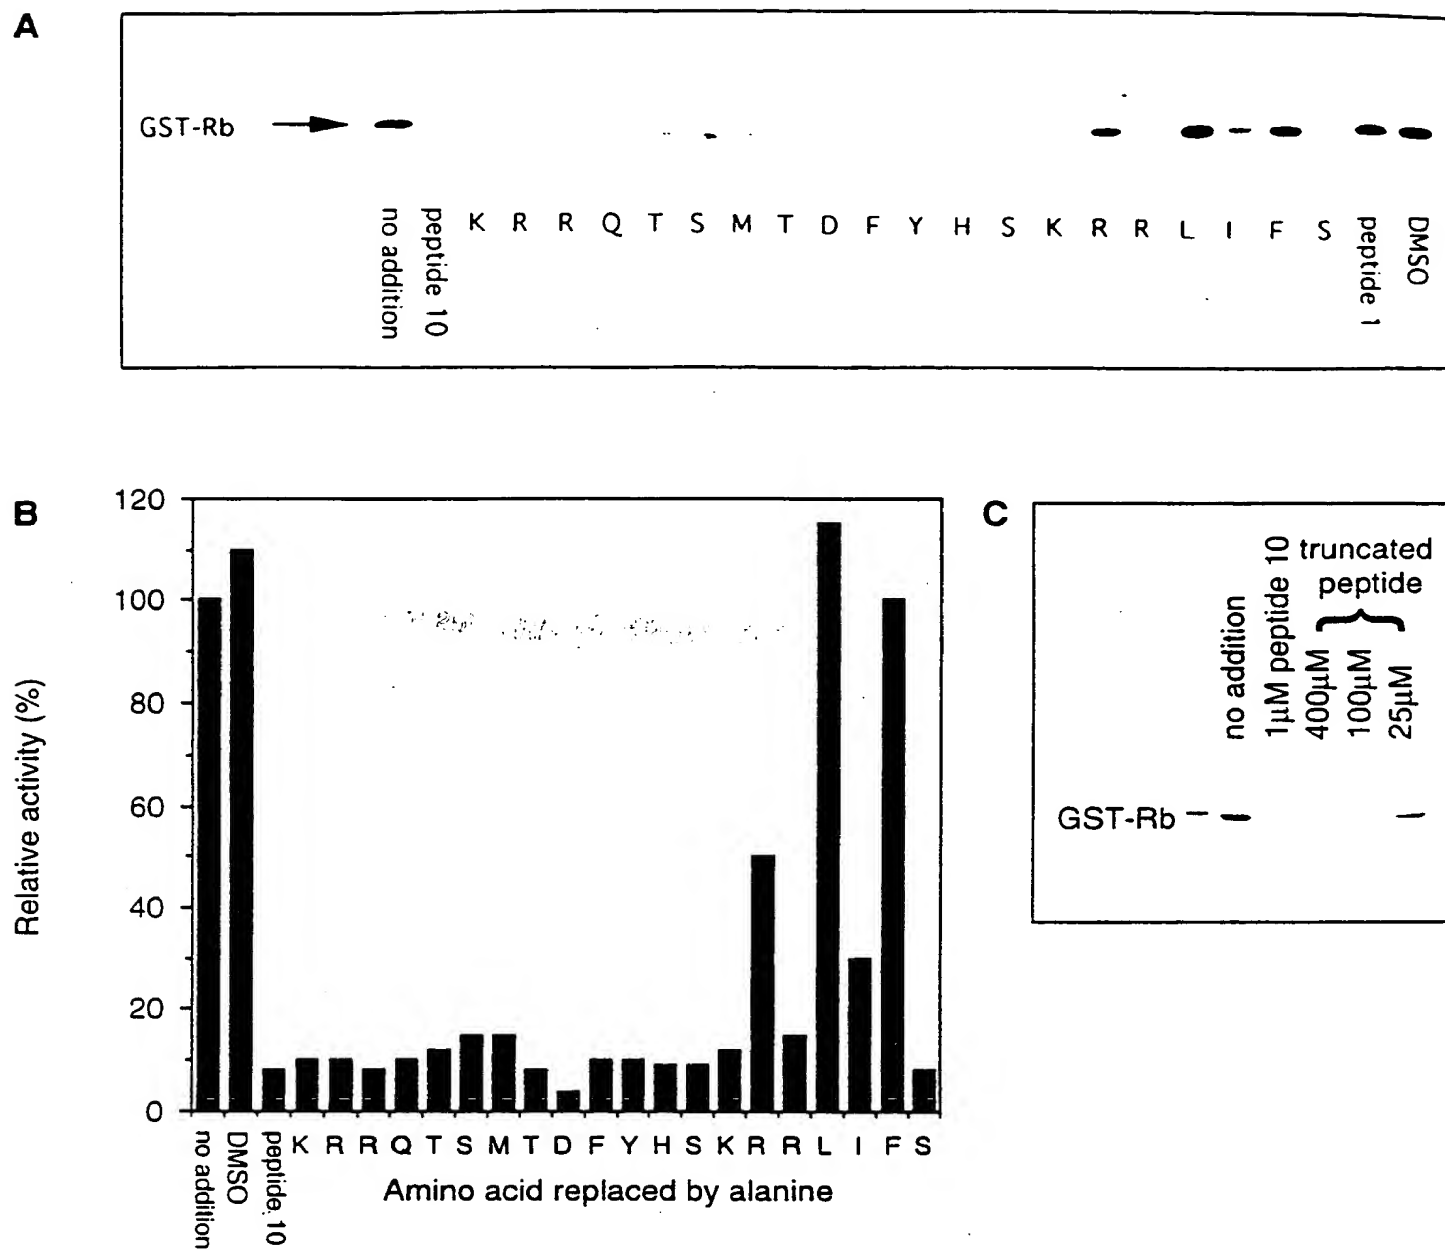 A
GST-Rb
no addition
peptide 10
K R R Q T S M T D F Y H S K R R L I F S
peptide 1
DMSO
B
Relative activity (%)
120
100
80
60
40
20
0
no addition
DMSO
peptide 10
K R R Q T S M T D F Y H S K R R L I F S
Amino acid replaced by alanine
C
no addition
1µM peptide 10
truncated
peptide
400µM
100µM
25µM
GST-Rb